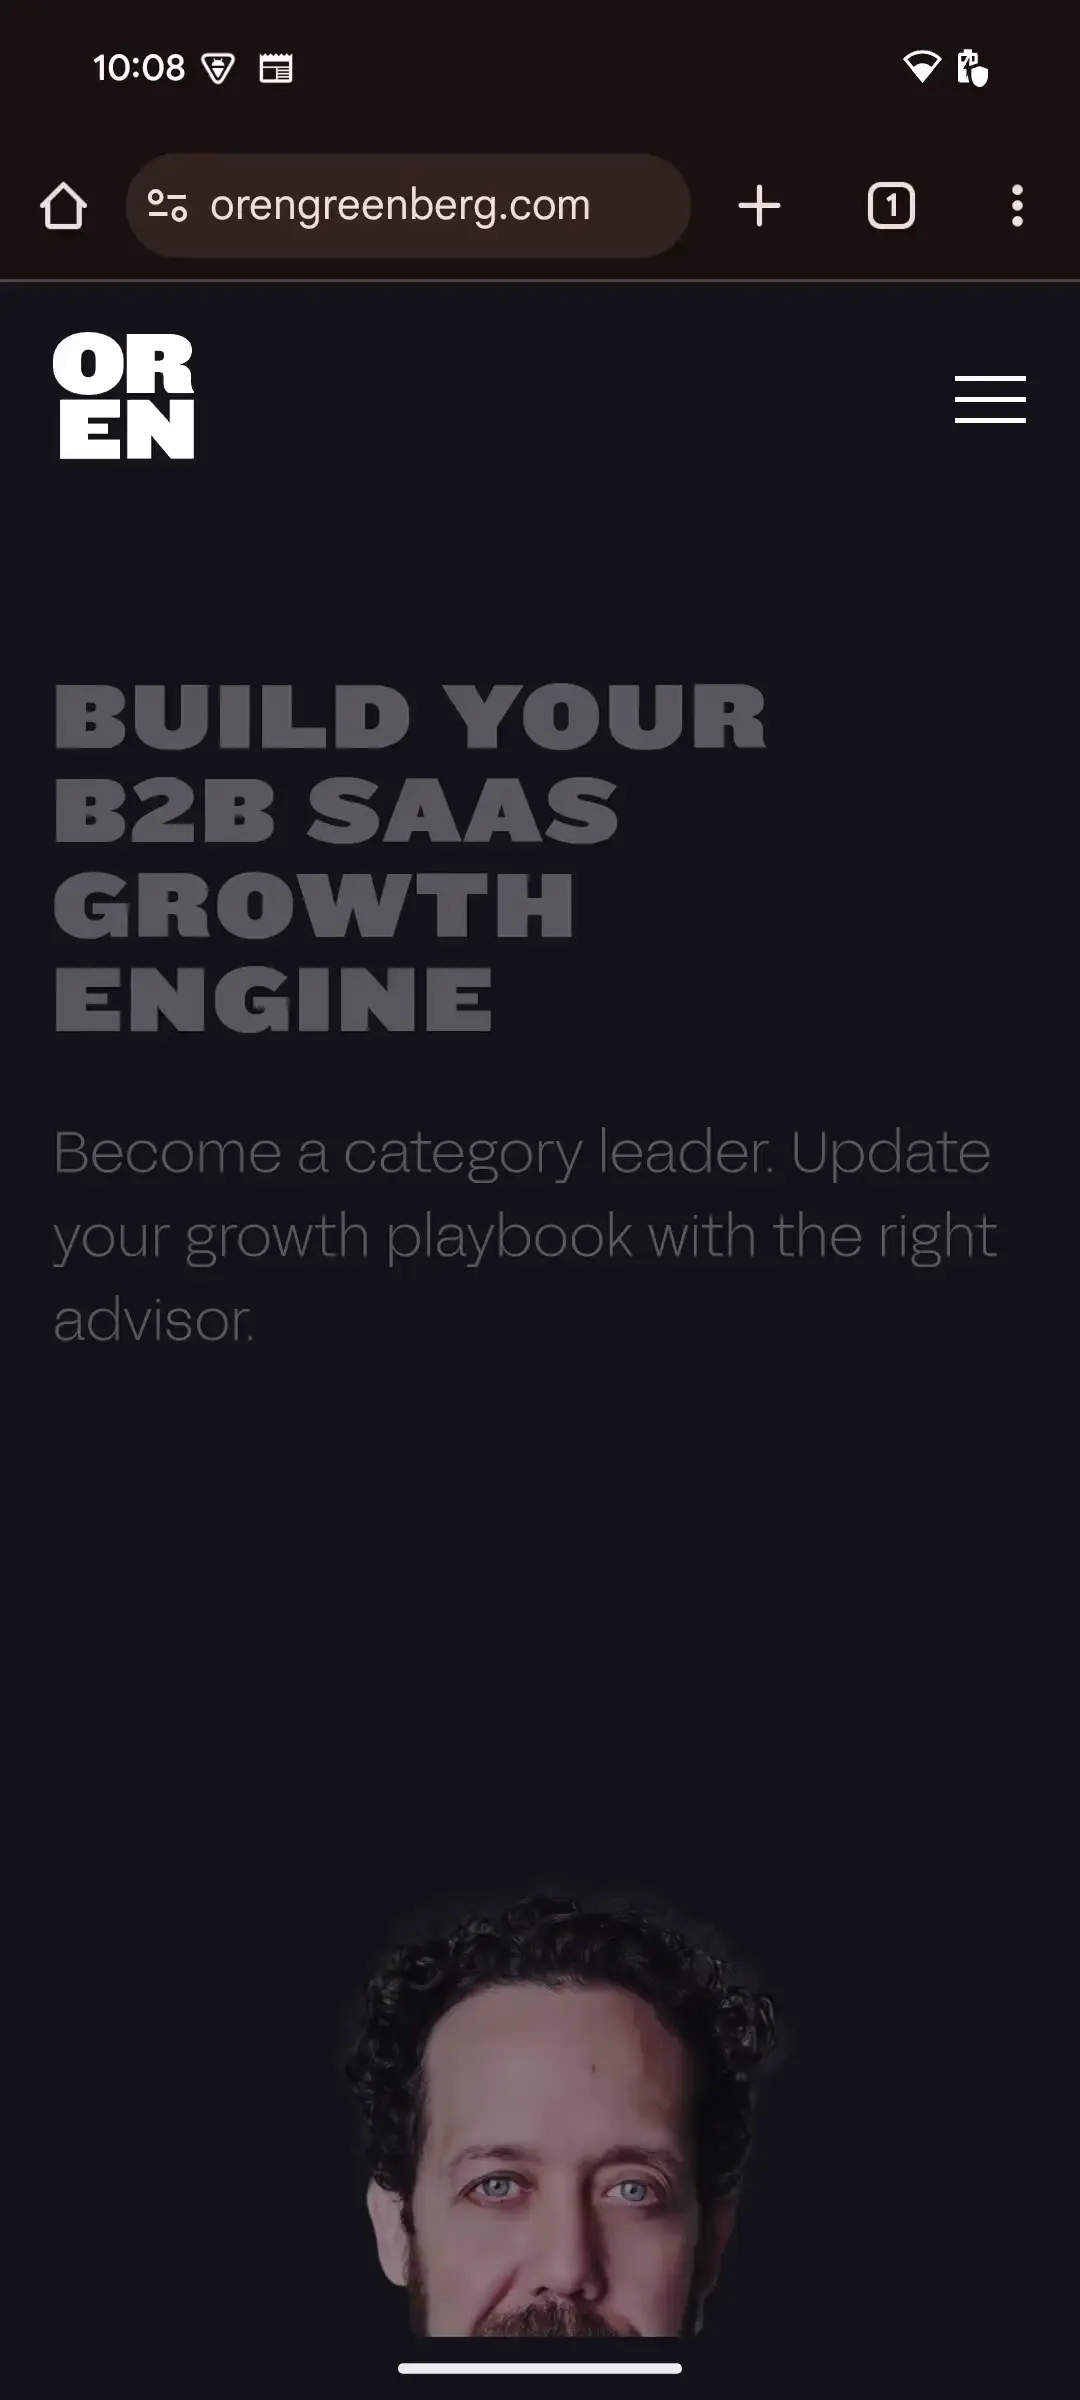 10:08
orengreenberg.com
1
OR
EN
BUILD YOUR
B2B SAAS
GROWTH
ENGINE
Become a category leader. Update
your growth playbook with the right
advisor.